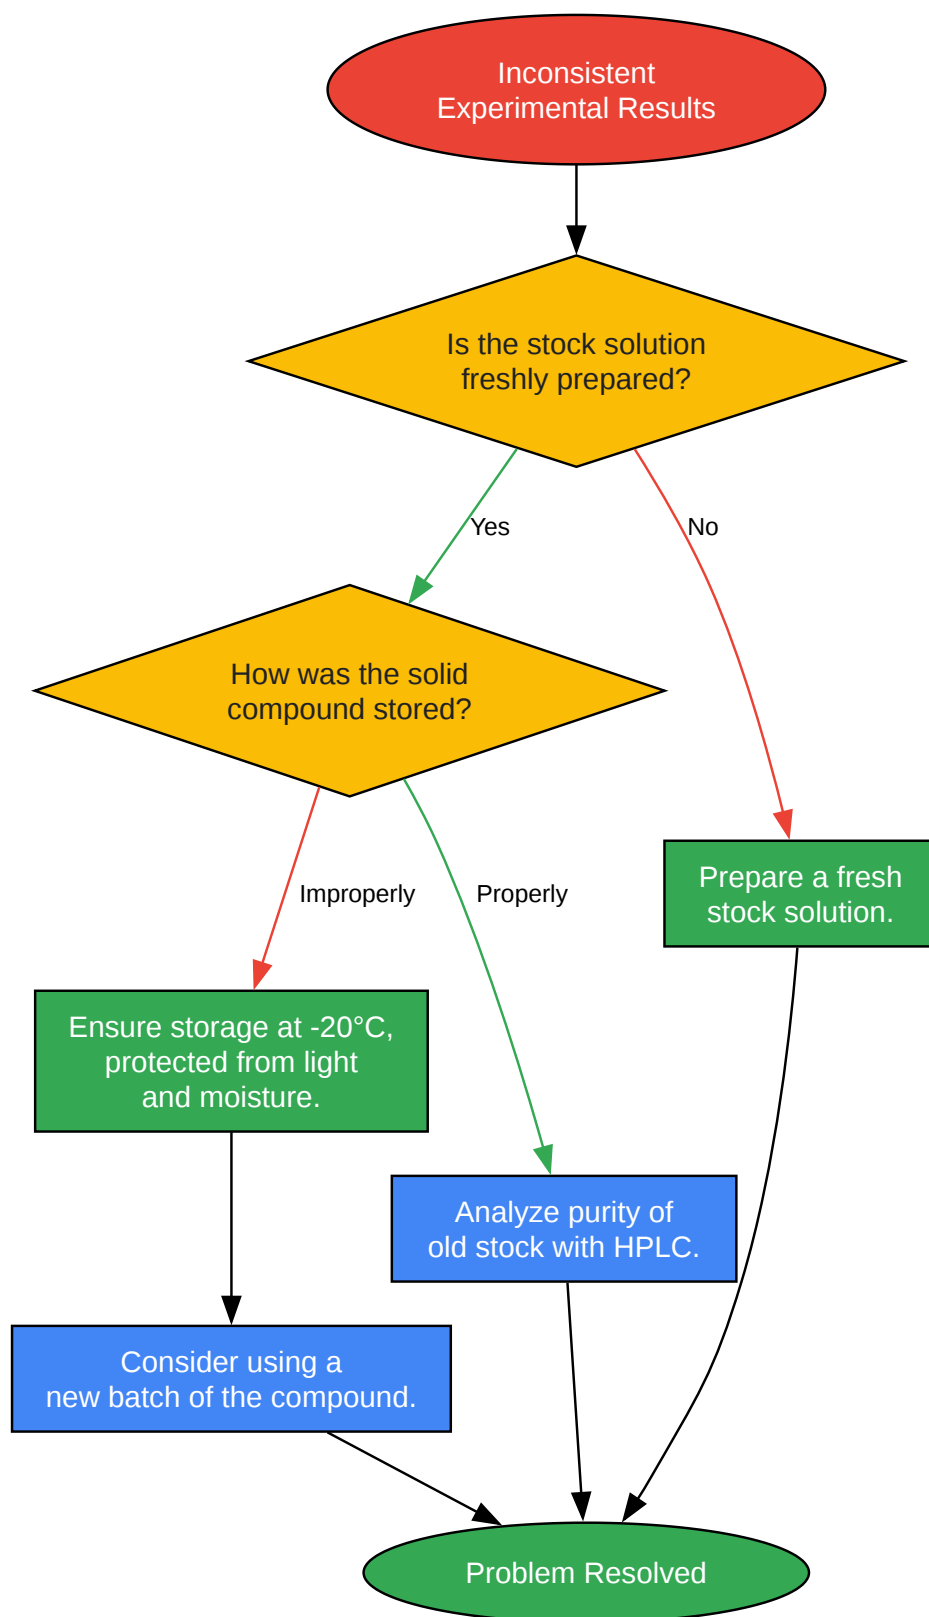 Inconsistent
Experimental Results
Is the stock solution
freshly prepared?
Yes
No
How was the solid
compound stored?
Improperly
Properly
Prepare a fresh
stock solution.
Ensure storage at -20°C,
protected from light
and moisture.
Analyze purity of
old stock with HPLC.
Consider using a
new batch of the compound.
Problem Resolved